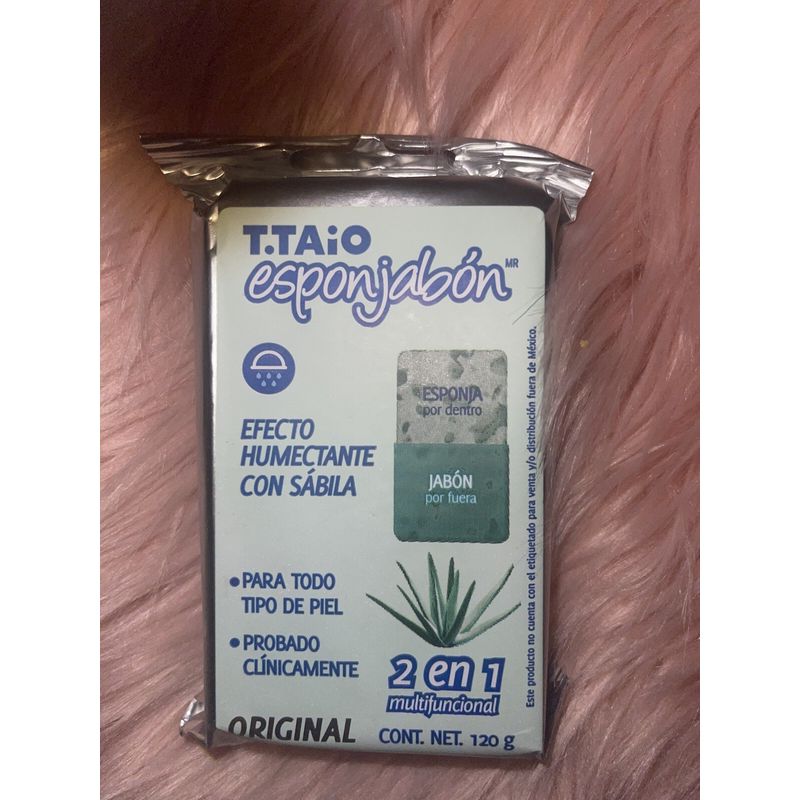 T.TAiO
esponjabón MR
ESPONJA
por dentro
EFECTO
HUMECTANTE
CON SÁBILA
JABÓN
por fuera
•PARA TODO
TIPO DE PIEL
•PROBADO
CLÍNICAMENTE
2 en 1
multifuncional
ORIGINAL
CONT. NET. 120 g
Este producto no cuenta con el etiquetado para venta y/o distribución fuera de México.